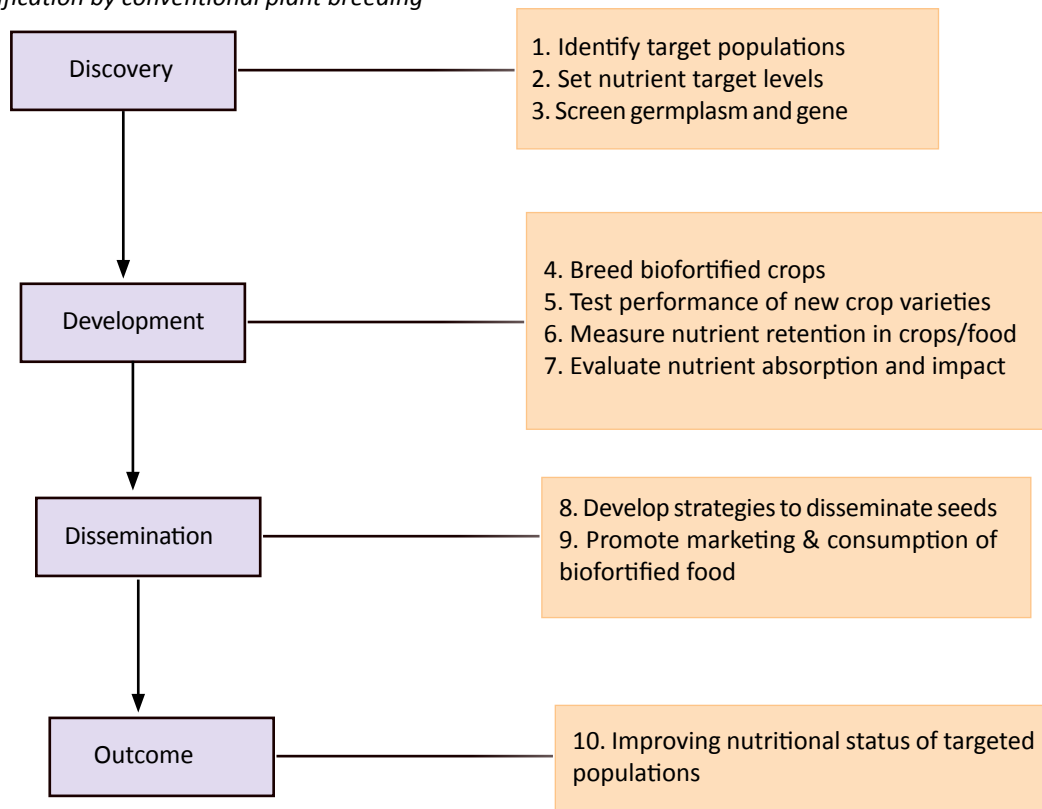 by conventional plant breeding
Discovery
1. Identify target populations
2. Set nutrient target levels
3. Screen germplasm and gene
Development
4. Breed biofortified crops
5. Test performance of new crop varieties
6. Measure nutrient retention in crops/food
7. Evaluate nutrient absorption and impact
Dissemination
8. Develop strategies to disseminate seeds
9. Promote marketing & consumption of
biofortified food
Outcome
10. Improving nutritional status of targeted
populations